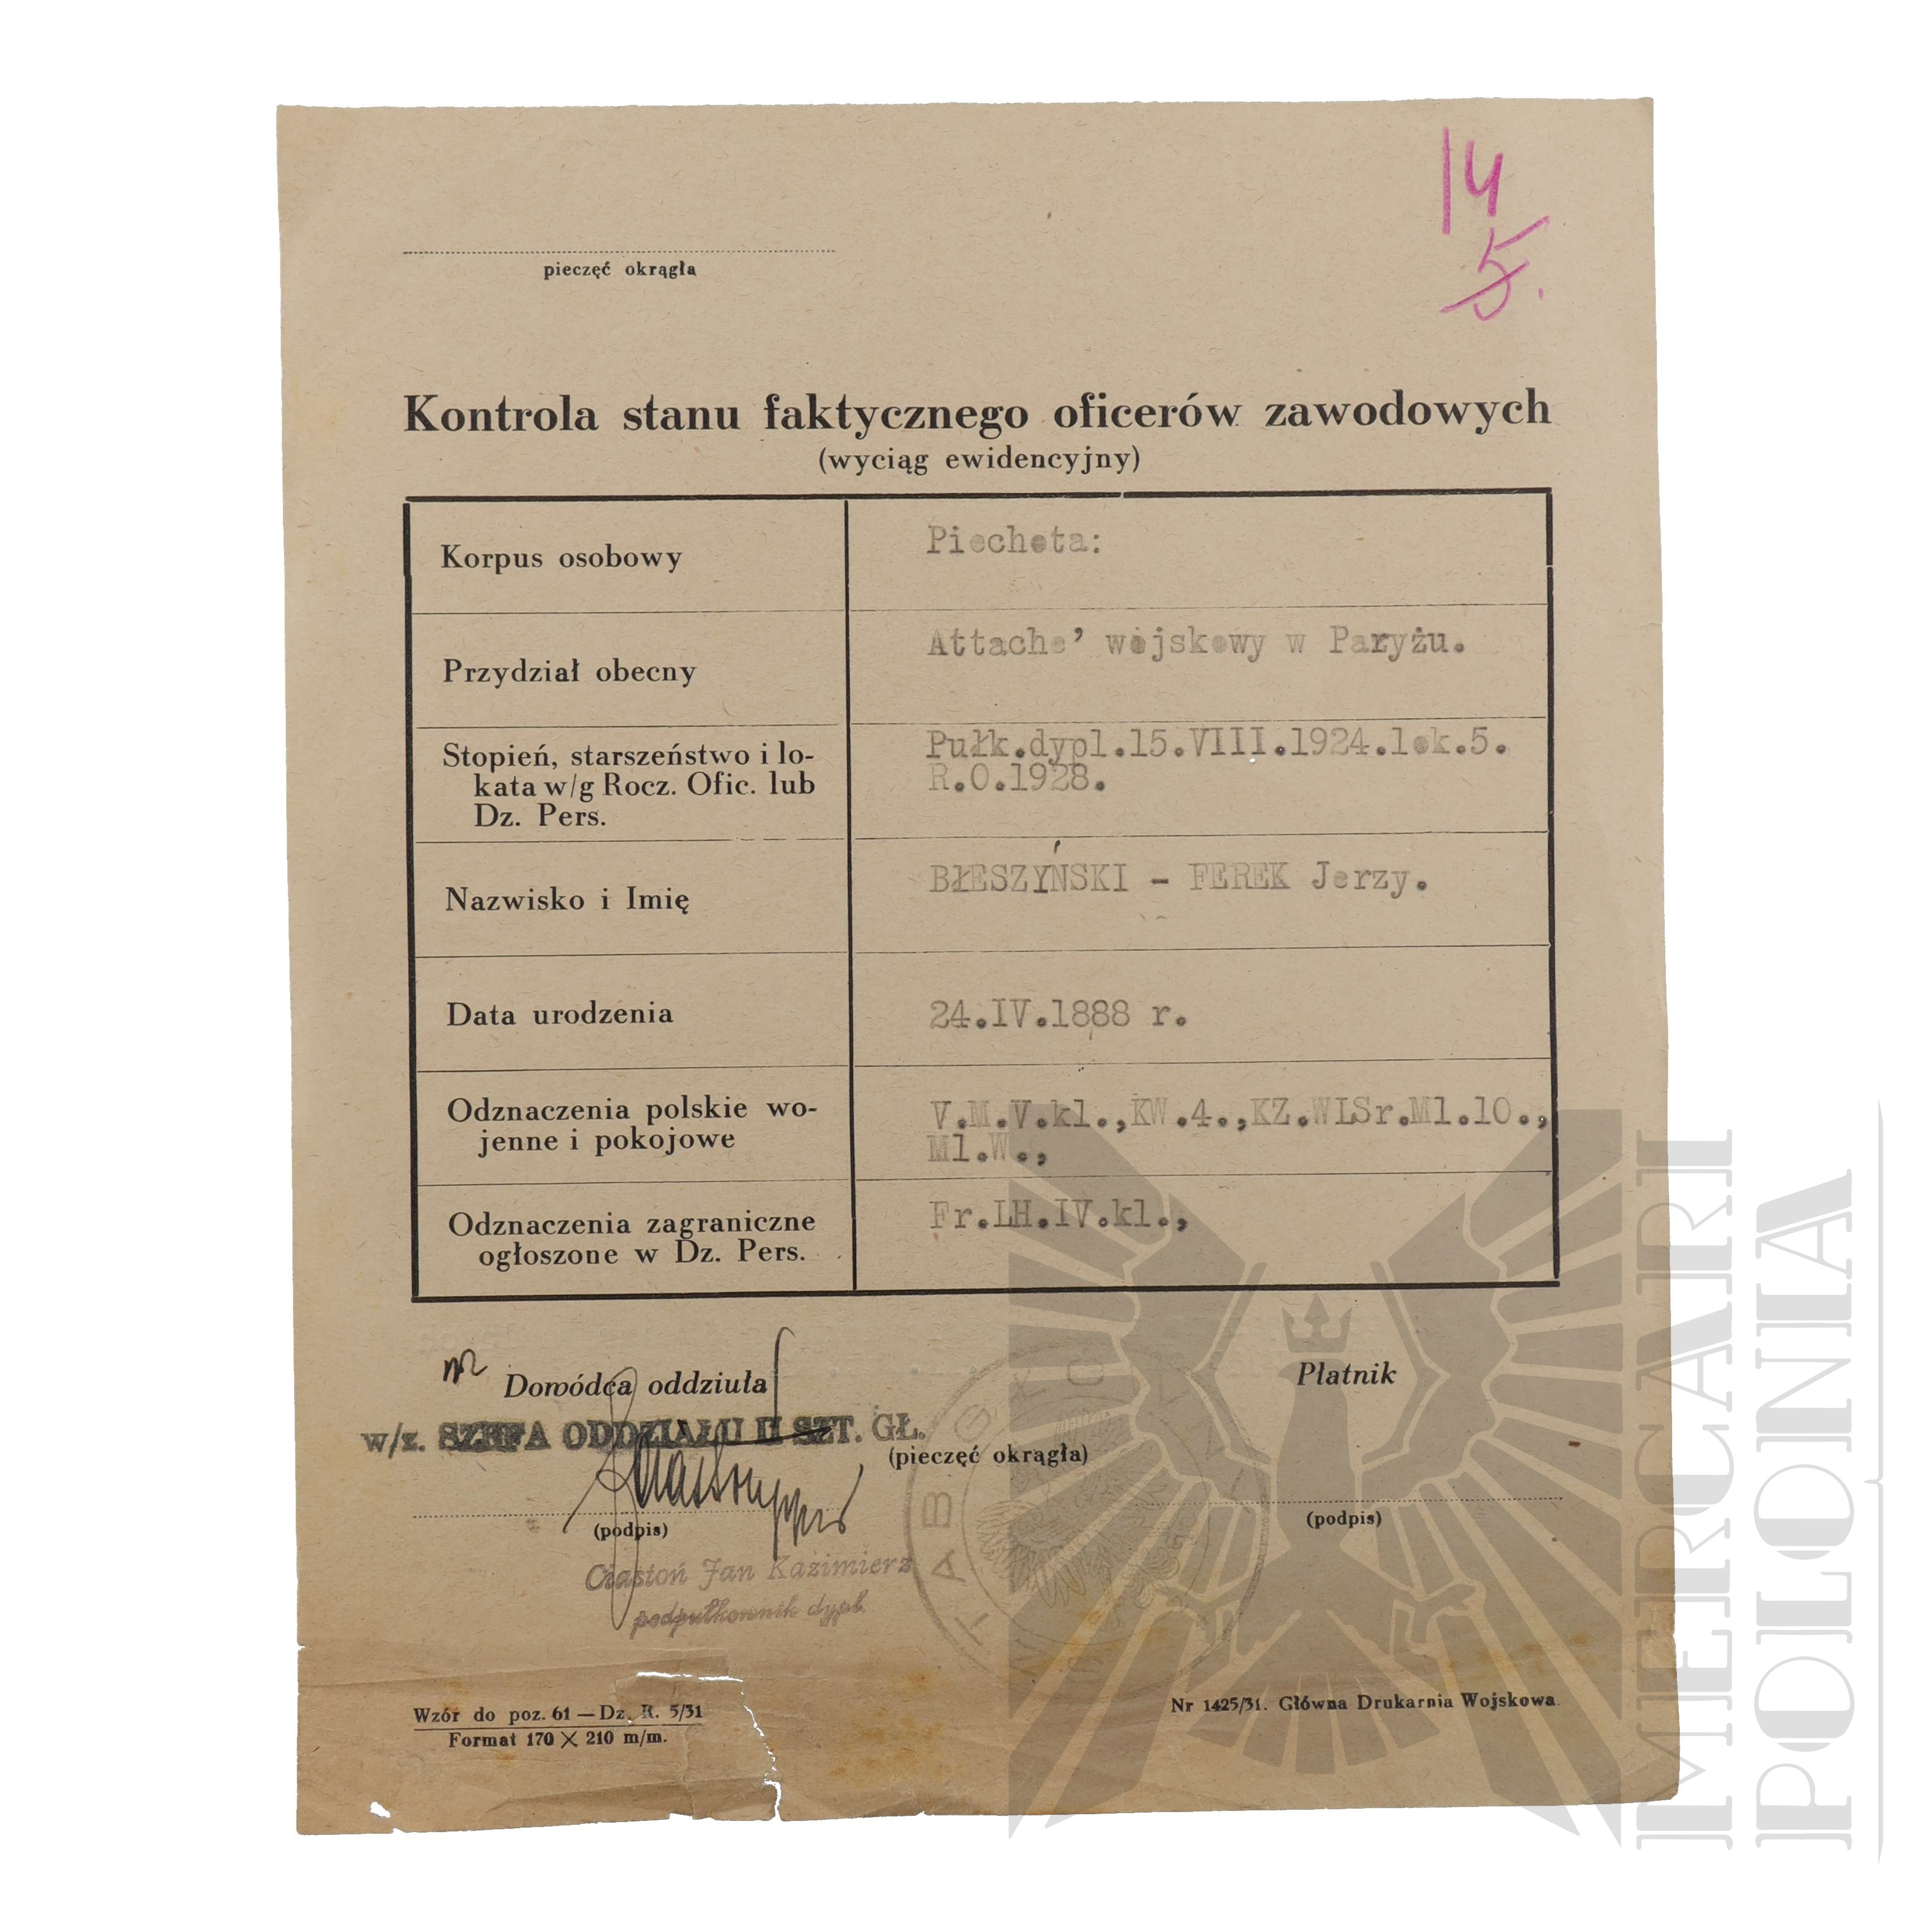 14
5.
pieczęć okrągła
Kontrola stanu faktycznego oficerów zawodowych
(wyciąg ewidencyjny)
Korpus osobowy
Piechota:
Przydział obecny
Attache' wojskowy w Paryżu.
Stopień, starszeństwo i lo-
kata w/g Rocz. Ofic. lub
Dz. Pers.
Pułk.dypl.15.VIII.1924.lok.5.
R.O.1928.
Nazwisko i Imię
BŁESZYŃSKI - FEREK Jerzy.
Data urodzenia
24.IV.1888 r.
Odznaczenia polskie wo-
jenne i pokojowe
V.M.V.kl.,KW.4.,KZ.WLSr.Ml.10.,
Ml.W.,
Odznaczenia zagraniczne
ogłoszone w Dz. Pers.
Fr.LH.IV.kl.,
Dowódca oddziału
Płatnik
w/z. SZEFA ODDZIAŁU II SZT. GŁ.
(pieczęć okrągła)
(podpis)
(podpis)
Ciastoń Jan Kazimierz
podpułkownik dypl.
Wzór do poz. 61 — Dz. R. 5/31
Format 170 X 210 m/m.
Nr 1425/31. Główna Drukarnia Wojskowa.
MERCARI
POLONIA